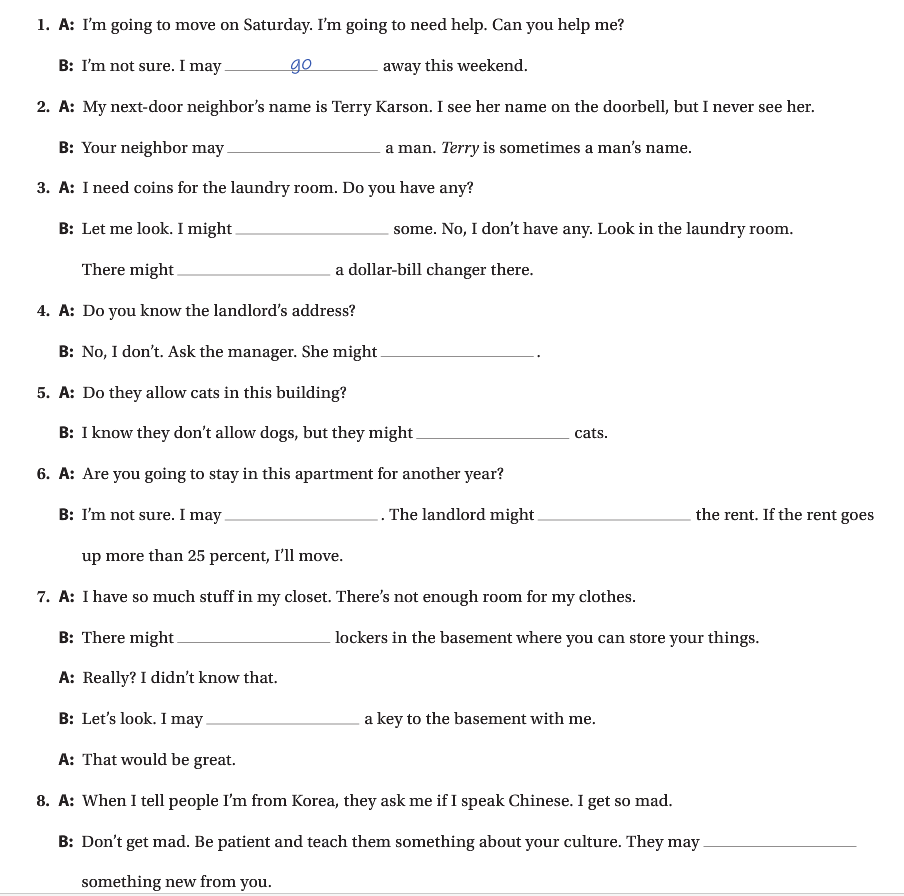 1. A: I'm going to move on Saturday. I'm going to need help. Can you help me?
B: I'm not sure. I may go away this weekend.
2. A: My next-door neighbor's name is Terry Karson. I see her name on the doorbell, but I never see her.
B: Your neighbor may ____________ a man. Terry is sometimes a man's name.
3. A: I need coins for the laundry room. Do you have any?
B: Let me look. I might ____________ some. No, I don't have any. Look in the laundry room.
There might ____________ a dollar-bill changer there.
4. A: Do you know the landlord's address?
B: No, I don't. Ask the manager. She might ____________ .
5. A: Do they allow cats in this building?
B: I know they don't allow dogs, but they might ____________ cats.
6. A: Are you going to stay in this apartment for another year?
B: I'm not sure. I may ____________ . The landlord might ____________ the rent. If the rent goes
up more than 25 percent, I'll move.
7. A: I have so much stuff in my closet. There's not enough room for my clothes.
B: There might ____________ lockers in the basement where you can store your things.
A: Really? I didn't know that.
B: Let's look. I may ____________ a key to the basement with me.
A: That would be great.
8. A: When I tell people I'm from Korea, they ask me if I speak Chinese. I get so mad.
B: Don't get mad. Be patient and teach them something about your culture. They may ____________
something new from you.